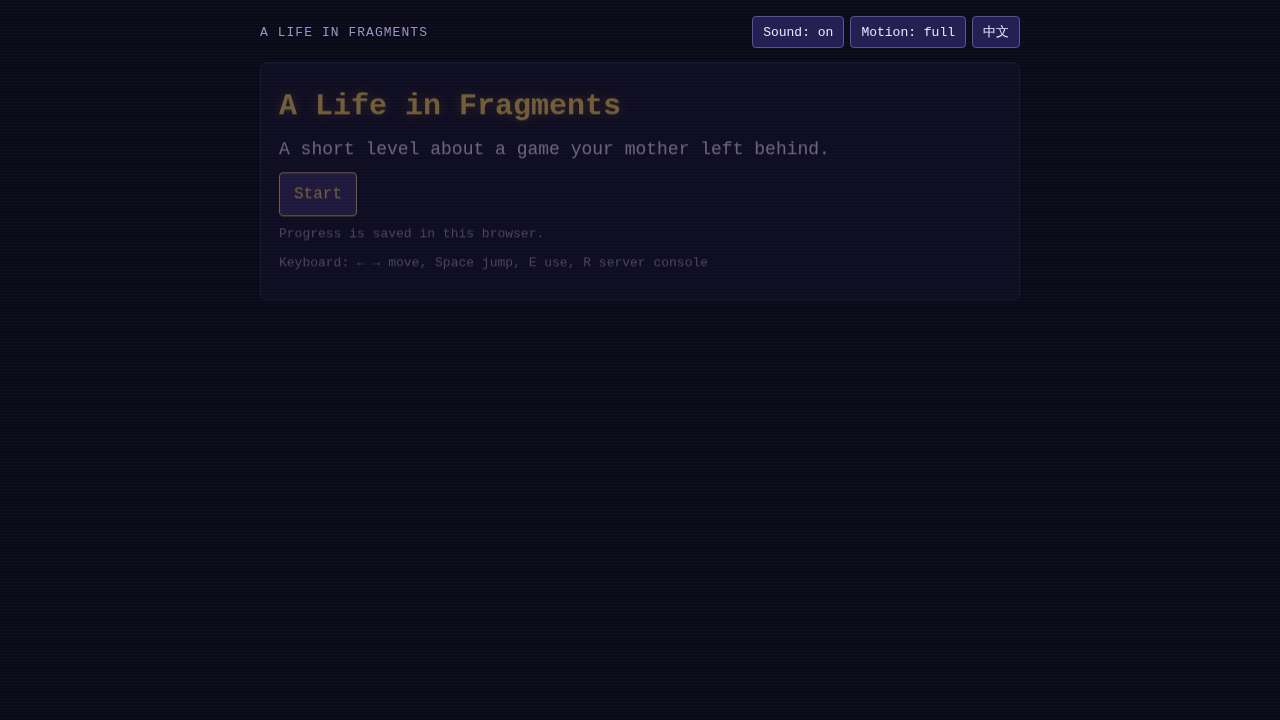 A LIFE IN FRAGMENTS
Sound: on
Motion: full
中文
A Life in Fragments
A short level about a game your mother left behind.
Start
Progress is saved in this browser.
Keyboard: ← → move, Space jump, E use, R server console